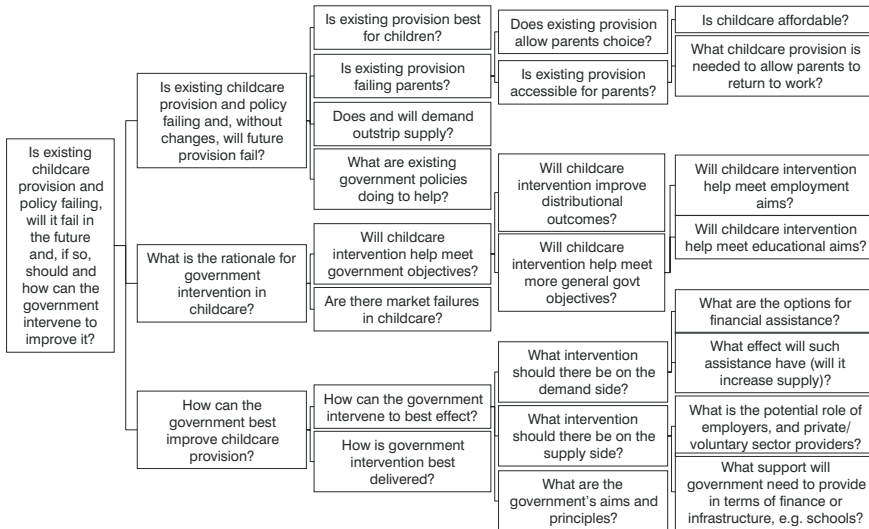 Is existing
childcare
provision and
policy failing,
will it fail in
the future
and, if so,
should and
how can the
government
intervene to
improve it?
Is existing childcare
provision and policy
failing and, without
changes, will future
provision fail?
What is the rationale for
government
intervention in
childcare?
How can the
government best
improve childcare
provision?
Is existing provision best
for children?
Is existing provision
failing parents?
Does and will demand
outstrip supply?
What are existing
government policies
doing to help?
Will childcare
intervention help meet
government objectives?
Are there market failures
in childcare?
How can the government
intervene to best effect?
How is government
intervention best
delivered?
Does existing provision
allow parents choice?
Is existing provision
accessible for parents?
Will childcare
intervention improve
distributional
outcomes?
Will childcare
intervention help meet
more general govt
objectives?
What intervention
should there be on the
demand side?
What intervention
should there be on the
supply side?
What are the
government's aims and
principles?
Is childcare affordable?
What childcare provision is
needed to allow parents to
return to work?
Will childcare intervention
help meet employment
aims?
Will childcare intervention
help meet educational aims?
What are the options for
financial assistance?
What effect will such
assistance have (will it
increase supply)?
What is the potential role of
employers, and private/
voluntary sector providers?
What support will
government need to provide
in terms of finance or
infrastructure, e.g. schools?